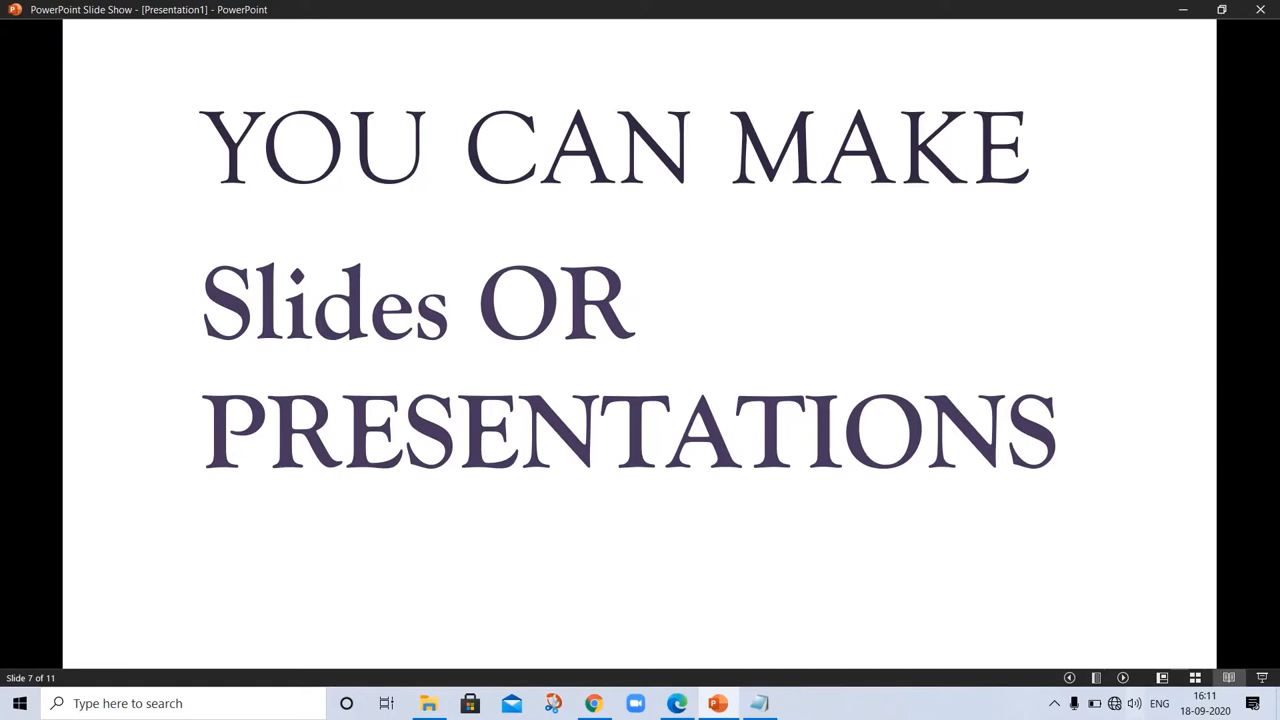 PowerPoint Slide Show - [Presentation1] - PowerPoint
YOU CAN MAKE
Slides OR
PRESENTATIONS
Slide 7 of 11
Type here to search
ENG
16:11
18-09-2020